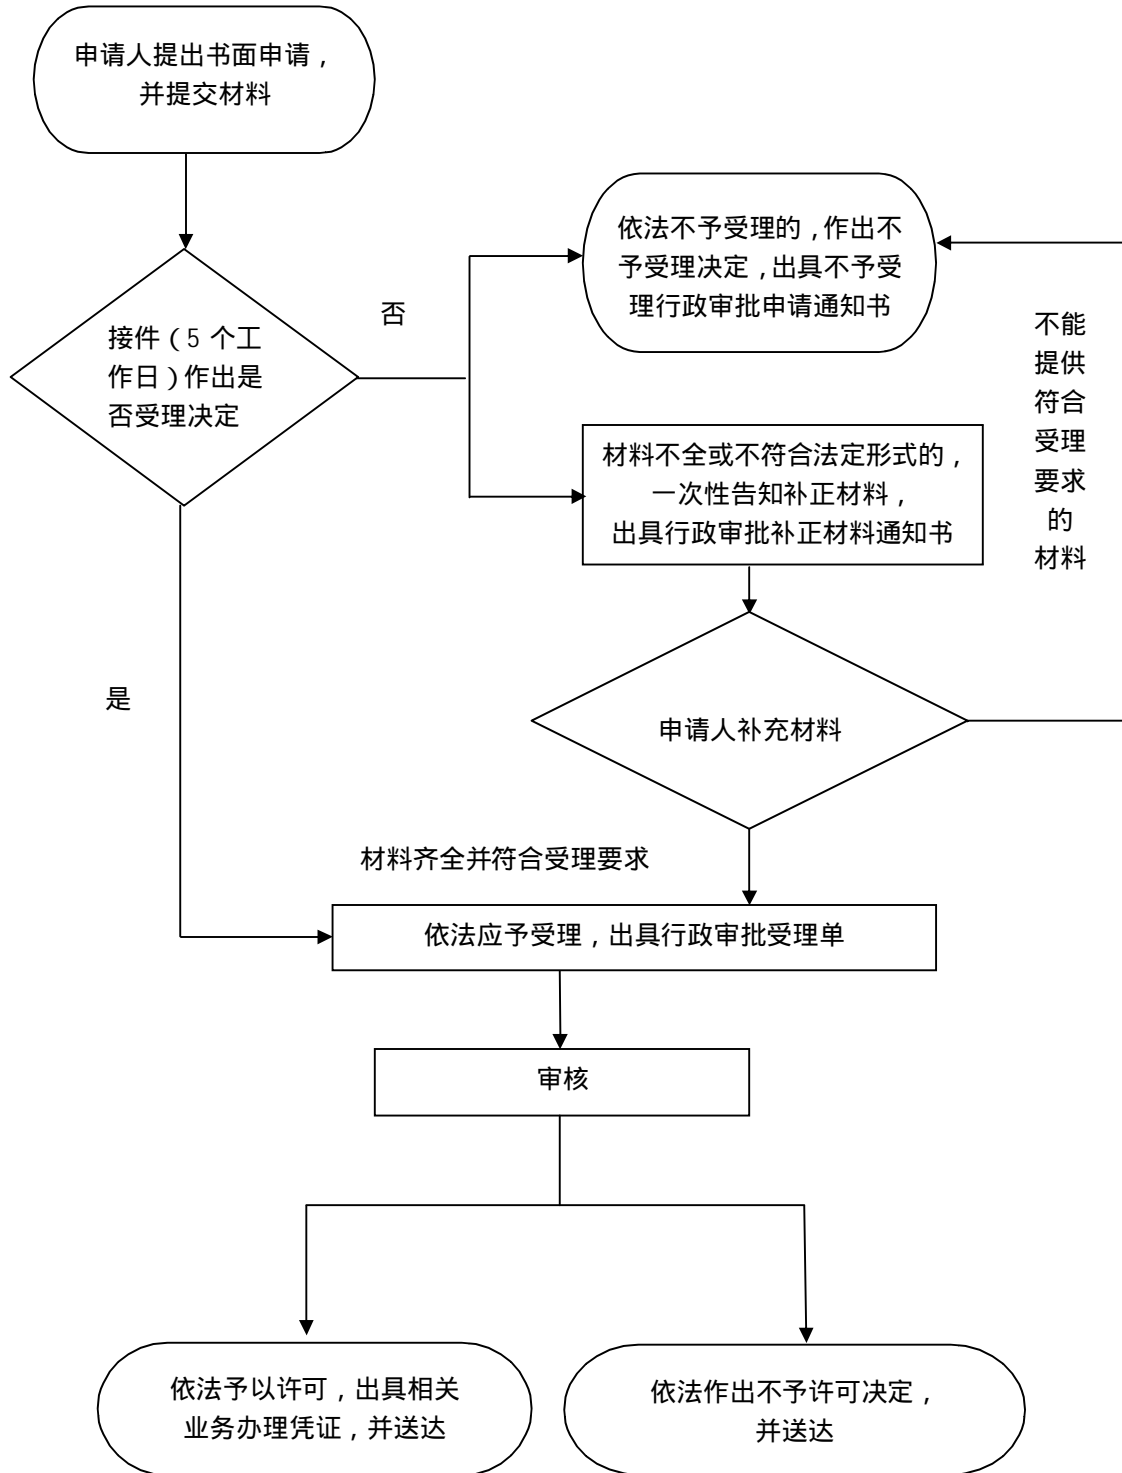 申请人提出书面申请，
并提交材料
依法不予受理的，作出不
予受理决定，出具不予受
理行政审批申请通知书
否
接件（5 个工
作日）作出是
否受理决定
不能
提供
符合
受理
要求
的
材料
材料不全或不符合法定形式的，
一次性告知补正材料，
出具行政审批补正材料通知书
是
申请人补充材料
材料齐全并符合受理要求
依法应予受理，出具行政审批受理单
审核
依法予以许可，出具相关
业务办理凭证，并送达
依法作出不予许可决定，
并送达